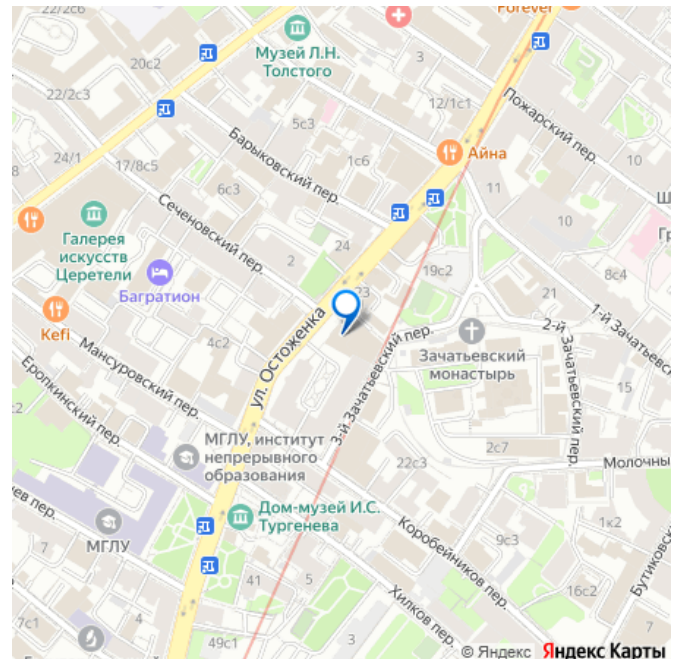 22/2с6
Forever
Музей Л.Н.
Толстого
3
20с2
22/2с3
12/1с1
Пожарский пер.
5с3
Барыковский пер.
1с6
Айна
24/1
17/8с5
10
6с3
11
Сеченовский пер.
Галерея
искусств
Церетели
24
10
2
19с2
8с4
Багратион
23
21
Kefi
ул. Остоженка
4с2
1-й Зачатьевск
2-й Зачатьевский пер.
Зачатьевский
монастырь
3-й Зачатьевский пер.
Мансуровский пер.
15
Еропкинский пер.
МГЛУ, институт
непрерывного
образования
2с7
22с3
Молочны
Дом-музей И.С.
Тургенева
МГЛУ
1к2
7
9с3
Коробейников пер.
41
5
16с2
Бутиковски
Хилков пер.
7с1
49с1
3
7
© Яндекс Яндекс Карты